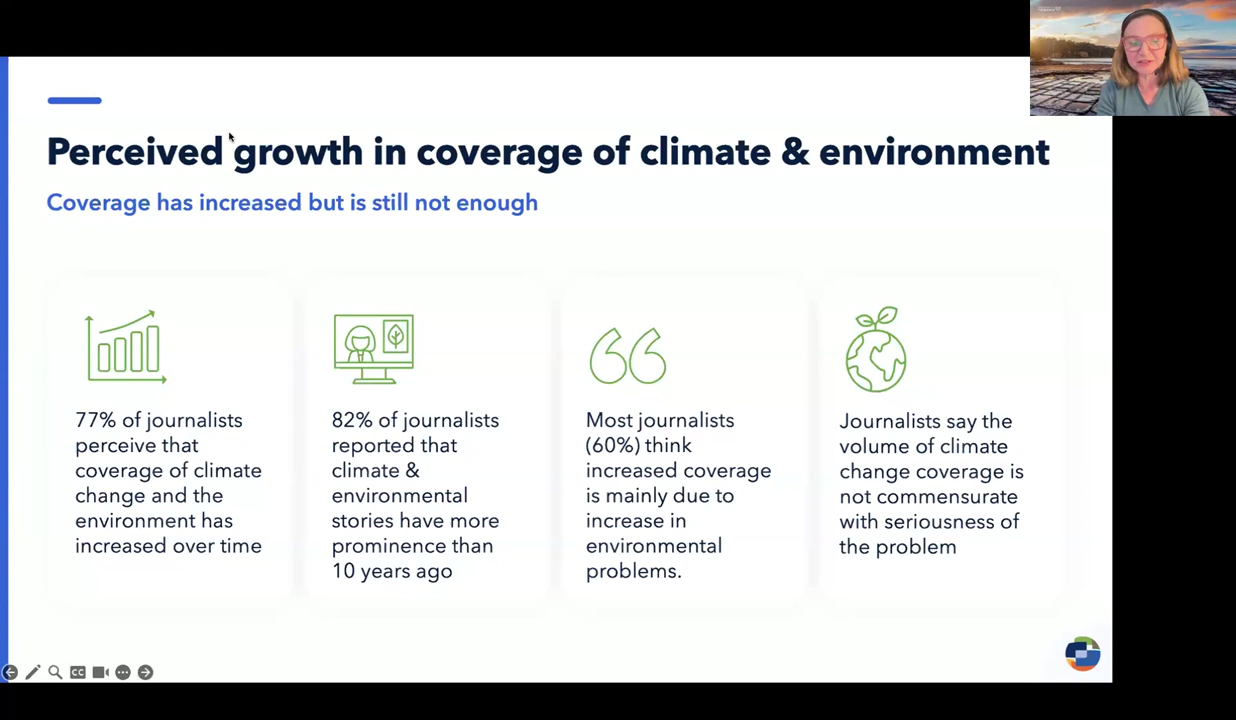 Perceived growth in coverage of climate & environment
Coverage has increased but is still not enough
77% of journalists
perceive that
coverage of climate
change and the
environment has
increased over time
82% of journalists
reported that
climate &
environmental
stories have more
prominence than
10 years ago
Most journalists
(60%) think
increased coverage
is mainly due to
increase in
environmental
problems.
Journalists say the
volume of climate
change coverage is
not commensurate
with seriousness of
the problem
CC